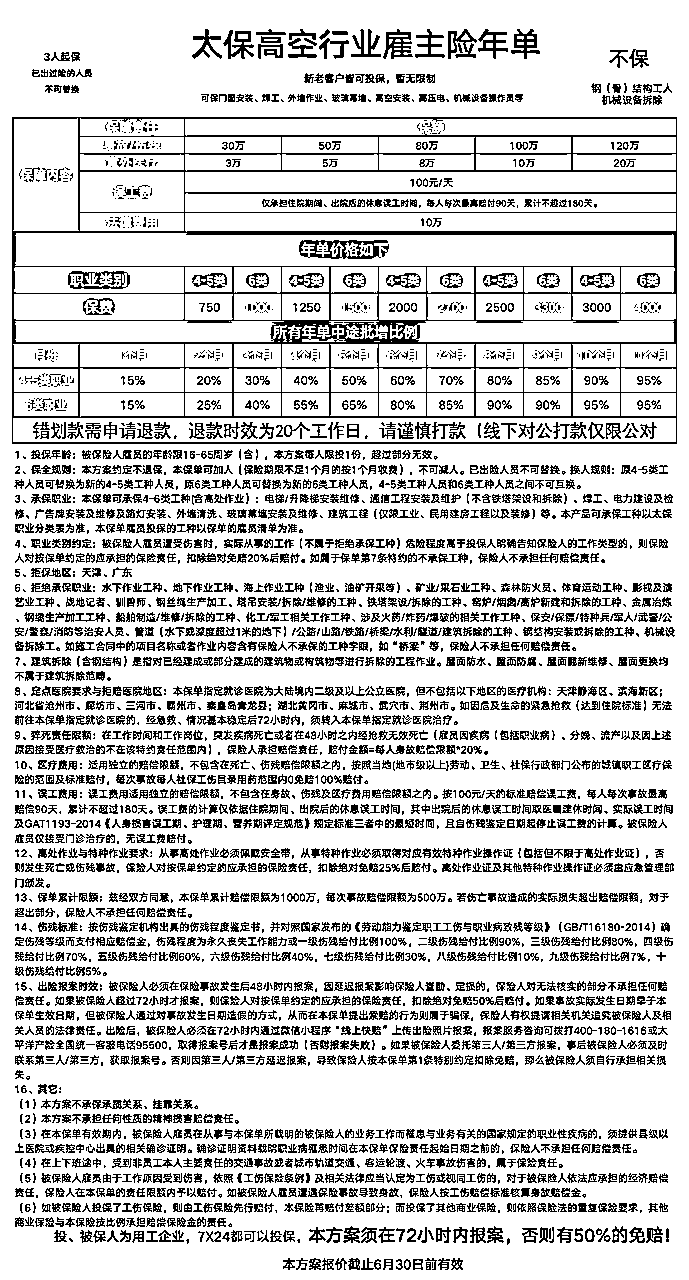 3人起保
已出过险的人员
不可替换
太保高空行业雇主险年单
新老客户皆可投保，暂无限制
可保门窗安装、焊工、外墙作业、玻璃幕墙、高空安装、高压电、机械设备操作员等
不保
钢（骨）结构工人
机械设备拆除
保障内容
30万 50万 80万 100万 120万
3万 5万 8万 10万 20万
误工费
100元/天
仅承担住院期间、出院后的休息误工时间，每人每次最高赔付90天，累计不超过180天。
法律费用 10万
年单价格如下
职业类别 4-5类 6类 4-5类 6类 4-5类 6类 4-5类 6类 4-5类 6类
保费 750 1000 1250 1500 2000 2700 2500 3300 3000 4000
所有年单中途批增比例
4-5类职业 15% 20% 30% 40% 50% 60% 70% 80% 85% 90% 95%
6类职业 15% 25% 40% 55% 65% 80% 85% 90% 90% 95% 95%
错划款需申请退款，退款时效为20个工作日，请谨慎打款（线下对公打款仅限公对
1、投保年龄：被保险人雇员的年龄限16-65周岁（含），本方案每人限投1份，超过部分无效。
2、保全规则：本方案约定不退保，本保单可加人（保险期限不足1个月的按1个月收费），不可减人。已出险人员不可替换。换人规则：原4-5类工
种人员可替换为新的4-5类工种人员，原6类工种人员可替换为新的6类工种人员，4-5类工种人员和6类工种人员之间不可互换。
3、承保职业：本保单可承保4-6类工种(含高处作业）：电梯/升降梯安装维修、通信工程安装及维护（不含铁塔架设和拆除）、焊工、电力建设及检
修、广告牌安装及维修及路灯安装、外墙清洗、玻璃幕墙安装及维修、建筑工程（仅限工业、民用建房工程以及装修）等。本产品可承保工种以太保
职业分类表为准，本保单雇员投保的工种以保单的雇员清单为准。
4、职业类别约定：被保险人雇员遭受伤害时，实际从事的工作（不属于拒绝承保工种）危险程度高于投保人明确告知保险人的工作类型的，则保险
人对按保单约定的应承担的保险责任，扣除绝对免赔20%后赔付。如属于保单第7条特约的不承保工种，保险人不承担任何赔偿责任。
5、拒保地区：天津、广东
6、拒绝承保职业：水下作业工种、地下作业工种、海上作业工种（渔业、油矿开采等）、矿业/采石业工种、森林防火员、体育运动工种、影视及演
艺业工种、战地记者、驯兽师、钢丝绳生产加工、塔吊安装/拆除/维修的工种、铁塔架设/拆除的工种、窑炉/烟囱/高炉新建和拆除的工种、金属冶炼
、钢缆生产加工工种、船舶制造/维修/拆除的工种、化工/军工相关工作工种、涉及火药/炸药/爆破的相关工作工种、保安/保镖/特种兵/军人/武警/公
安/警察/消防等治安人员、管道（水下或深度超过1米的地下）/公路/山路/铁路/桥梁/水利/隧道/建筑拆除的工种、钢结构安装或拆除的工种、机械设
备拆除工。如施工合同中的项目名称或者作业内容含有保险人不承保的工种字眼，如“桥梁”等，保险人不承担任何赔偿责任。
7、建筑拆除（含钢结构）是指对已经建成或部分建成的建筑物或构筑物等进行拆除的工程作业。屋面防水、屋面防腐、屋面翻新维修、屋面更换均
不属于建筑拆除范畴。
8、定点医院要求与拒赔医院地区：本保单指定就诊医院为大陆境内二级及以上公立医院，但不包括以下地区的医疗机构：天津静海区、滨海新区；
河北省沧州市、廊坊市、三河市、霸州市、秦皇岛青龙县；湖北黄冈市、麻城市、武穴市、荆州市。如因危及生命的紧急抢救（达到住院标准）无法
前往本保单指定就诊医院的，经急救、情况基本稳定后72小时内，须转入本保单指定就诊医院治疗。
9、猝死责任限额：在工作时间和工作岗位，突发疾病死亡或者在48小时之内经抢救无效死亡（雇员因疾病（包括职业病）、分娩、流产以及因上述
原因接受医疗救治的不在该特约责任范围内），保险人承担赔偿责任，赔付金额=每人身故赔偿限额*20%。
10、医疗费用：适用独立的赔偿限额，不包含在死亡、伤残赔偿限额之内，按照当地(地市级以上)劳动、卫生、社保行政部门公布的城镇职工医疗保
险的范围及标准赔付，每次事故每人社保工伤目录用药范围内0免赔100%赔付。
11、误工费用：误工费用适用独立的赔偿限额，不包含在身故、伤残及医疗费用赔偿限额之内。按100元/天的标准赔偿误工费，每人每次事故最高
赔偿90天，累计不超过180天。误工费的计算仅依据住院期间、出院后的休息误工时间，其中出院后的休息误工时间取医嘱建休时间、实际误工时间
及GAT1193-2014《人身损害误工期、护理期、营养期评定规范》规定标准三者中的最短时间，且自伤残鉴定日期起停止误工费的计算。被保险人
雇员仅接受门诊治疗的，无误工费赔付。
12、高处作业与特种作业要求：从事高处作业必须佩戴安全带，从事特种作业必须取得对应有效特种作业操作证（包括但不限于高处作业证），否
则发生死亡或伤残事故，保险人对按保单约定的应承担的保险责任，扣除绝对免赔25%后赔付。高处作业证及其他特种作业操作证必须盖应急管理部
门颁发。
13、保单累计限额：兹经双方同意，本保单累计赔偿限额为1000万，每次事故赔偿限额为500万。若伤亡事故造成的实际损失超出赔偿限额，对于
超出部分，保险人不承担任何赔偿责任。
14、伤残标准：按伤残鉴定机构出具的伤残程度鉴定书，并对照国家发布的《劳动能力鉴定职工工伤与职业病致残等级》（GB/T16180-2014）确
定伤残等级而支付相应赔偿金，伤残程度为永久丧失工作能力或一级伤残给付比例100%，二级伤残给付比例90%，三级伤残给付比例80%，四级伤
残给付比例70%，五级伤残给付比例60%，六级伤残给付比例40%，七级伤残给付比例30%，八级伤残给付比例10%，九级伤残给付比例7%，十
级伤残给付比例5%。
15、出险报案时效：被保险人必须在保险事故发生后48小时内报案，因延迟报案影响保险人查勘、定损的，保险人对无法核实的部分不承担任何赔
偿责任。如果被保险人超过72小时才报案，则保险人对按保单约定的应承担的保险责任，扣除绝对免赔50%后赔付。如果事故实际发生日期早于本
保单生效日期，但被保险人通过对事故发生日期造假的方式，从而在本保单提出索赔的行为则属于骗保，保险人有权提请相关机关追究被保险人及相
关人员的法律责任。出险后，被保险人必须在72小时内通过微信小程序“线上快赔”上传出险照片报案，报案服务咨询可拨打400-180-1616或太
平洋产险全国统一客服电话95500，取得报案号后才是报案成功（否则报案失败）。如果被保险人委托第三人/第三方报案，事后被保险人必须及时
联系第三人/第三方，获取报案号。否则因第三人/第三方延迟报案，导致保险人按本保单第1条特别约定扣除免赔，那么被保险人须自行承担相关损
失。
16、其它：
（1）本方案不承保承揽关系、挂靠关系。
（2）本方案不承担任何性质的精神损害赔偿责任。
（3）在本保单有效期内，被保险人雇员在从事与本保单所载明的被保险人的业务工作而罹患与业务有关的国家规定的职业性疾病的，须提供县级以
上医院或疾控中心出具的相关确诊证明。确诊证明资料载明职业病罹患时间在本保单保险责任起始日期之前的，保险人不承担任何赔偿责任。
（4）在上下班途中，受到非员工本人主要责任的交通事故或者城市轨道交通、客运轮渡、火车事故伤害的，属于保险责任。
（5）被保险人雇员由于工作原因受到伤害，依照《工伤保险条例》及相关法律应当认定为工伤或视同工伤的，对于被保险人依法应承担的经济赔偿
责任，保险人在本保单的责任限额内予以赔付。如被保险人雇员遭遇保险事故导致身故，保险人按工伤赔偿标准核算身故赔偿金。
（6）如被保险人投保了工伤保险，则由工伤保险先行赔付，本保险再赔付差额部分；而投保了其他商业保险，则依照保险法的重复保险要求，其他
商业保险与本保险按比例承担赔偿保险金的责任。
投、被保人为用工企业，7X24都可以投保，本方案须在72小时内报案，否则有50%的免赔！
本方案报价截止6月30日前有效